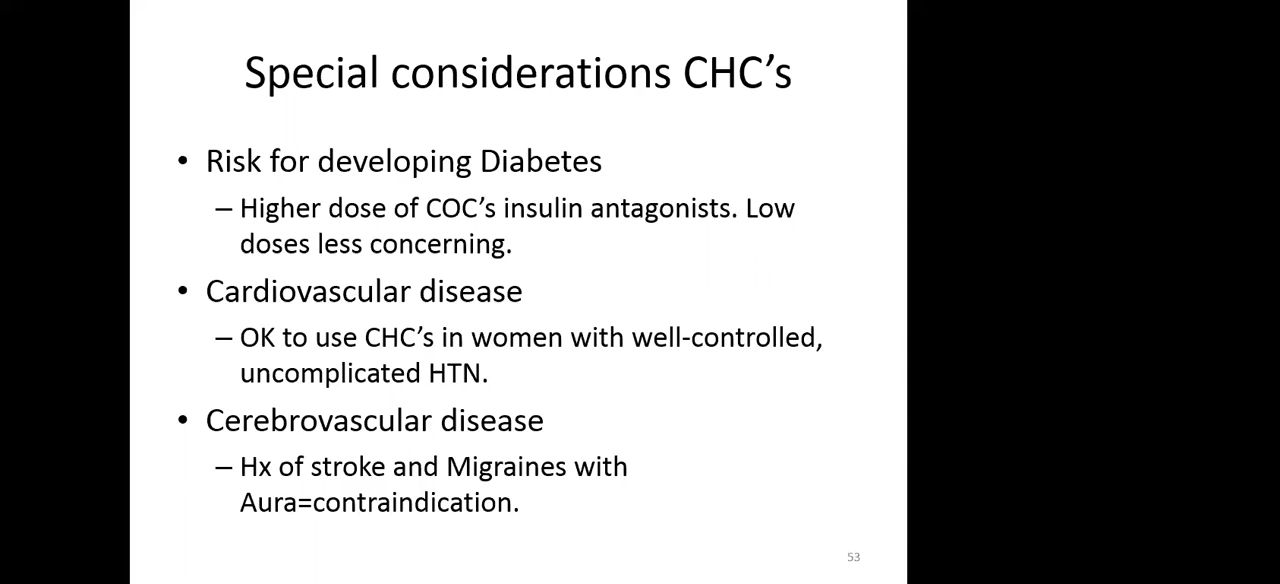 Special considerations CHC’s
• Risk for developing Diabetes
– Higher dose of COC’s insulin antagonists. Low
doses less concerning.
• Cardiovascular disease
– OK to use CHC’s in women with well-controlled,
uncomplicated HTN.
• Cerebrovascular disease
– Hx of stroke and Migraines with
Aura=contraindication.
53